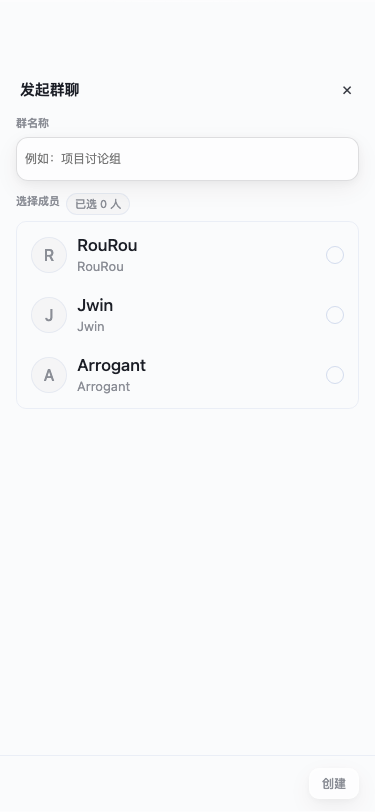 发起群聊
×
群名称
例如：项目讨论组
选择成员 已选 0 人
R RouRou
RouRou
J Jwin
Jwin
A Arrogant
Arrogant
创建